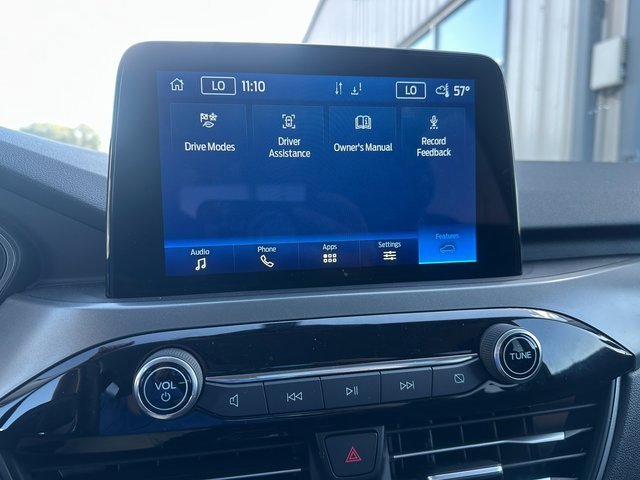 LO 11:10 LO 57°
Drive Modes Driver Assistance Owner's Manual Record Feedback
Audio Phone Apps Settings Features
VOL TUNE